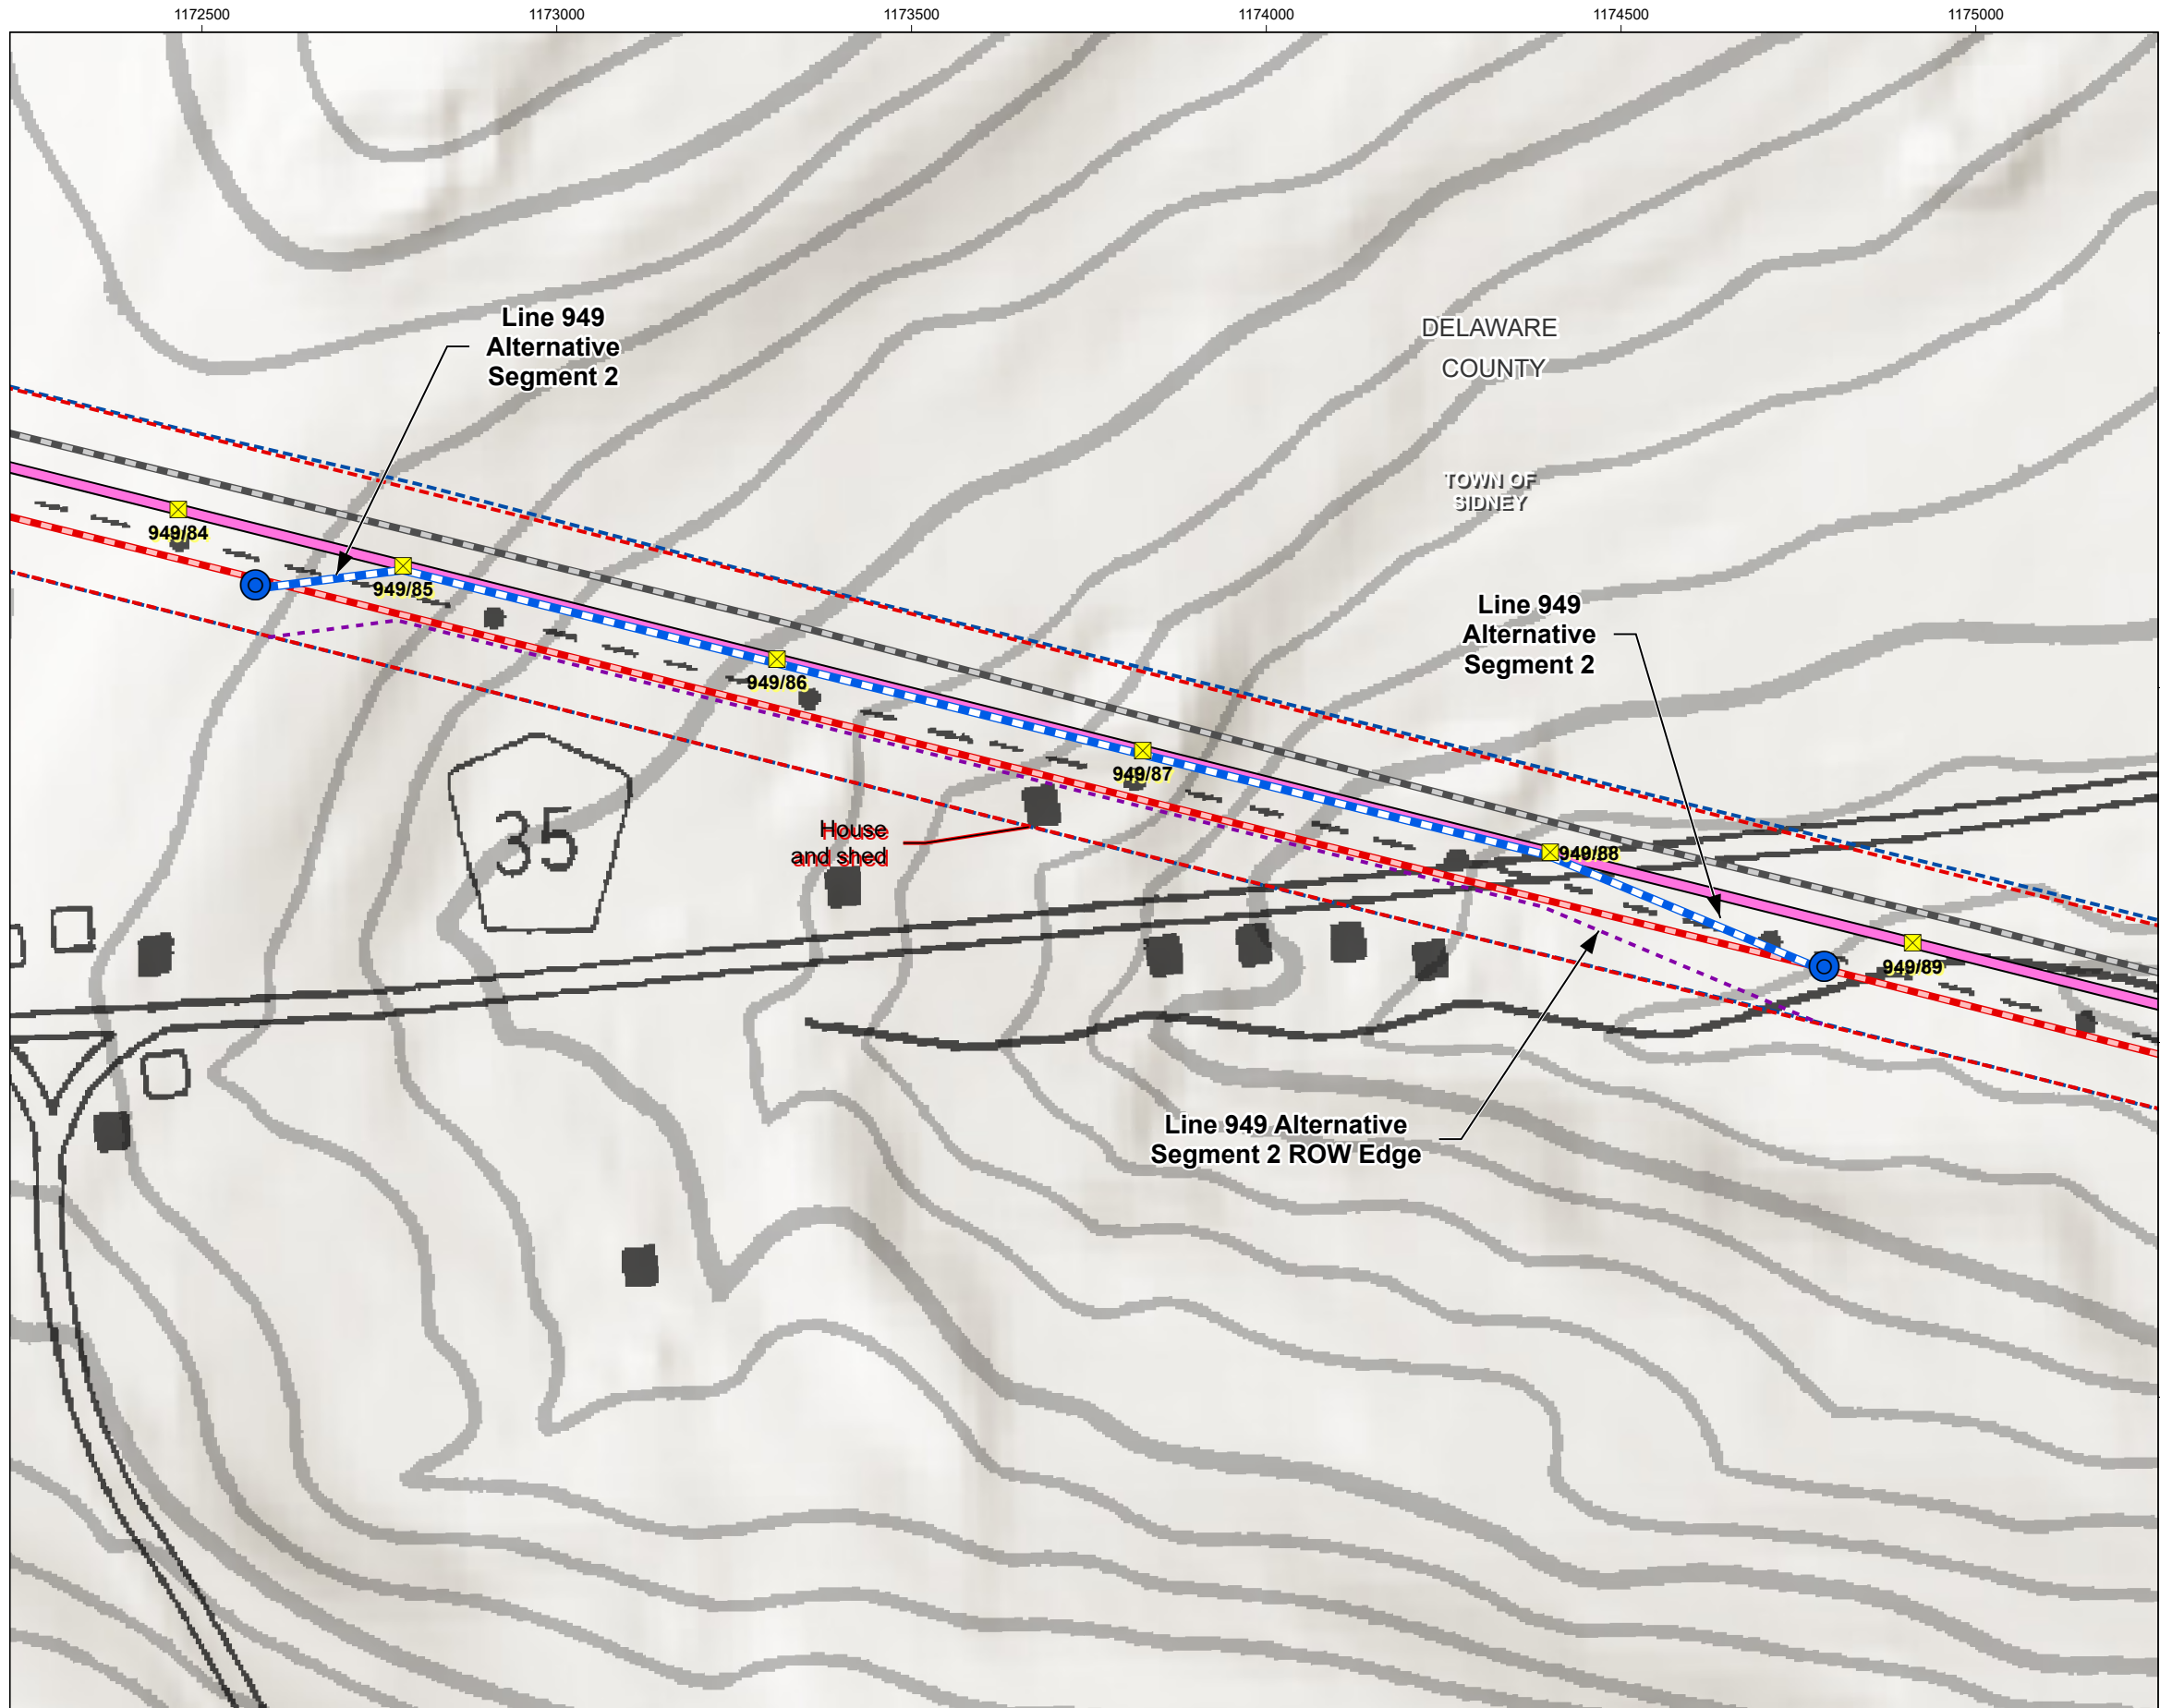 1172500 1173000 1173500 1174000 1174500 1175000
Line 949
Alternative
Segment 2
DELAWARE
COUNTY
TOWN OF
SIDNEY
949/84
949/85
Line 949
Alternative
Segment 2
949/86
949/87
House
and shed
35
949/88
949/89
Line 949 Alternative
Segment 2 ROW Edge